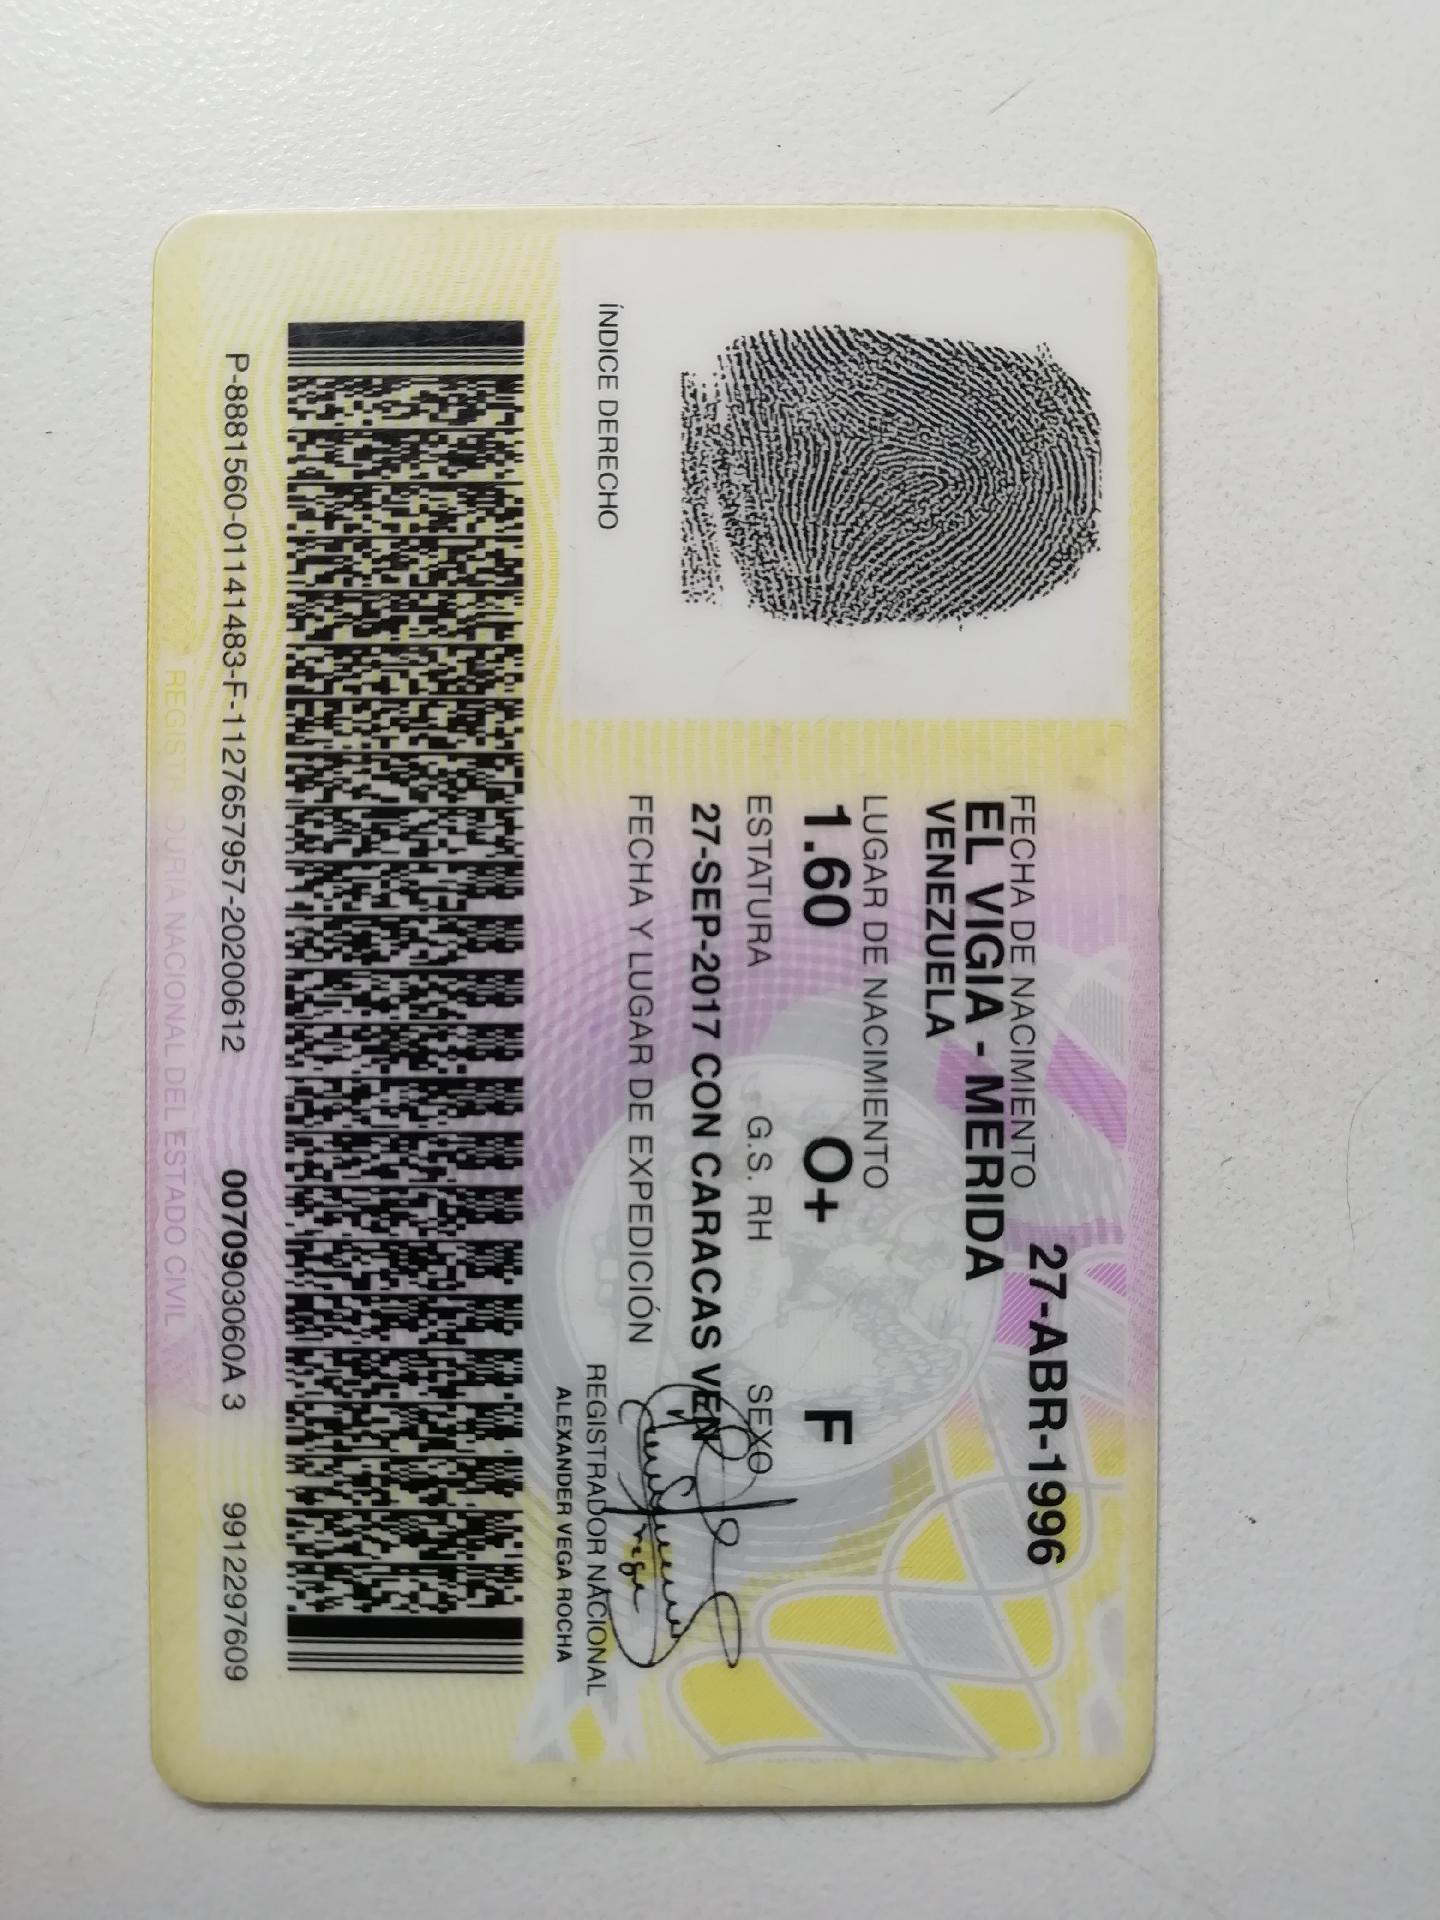 FECHA DE NACIMIENTO 27-ABR-1996
EL VIGIA - MERIDA
VENEZUELA
LUGAR DE NACIMIENTO
1.60 O+ F
ESTATURA G.S. RH SEXO
27-SEP-2017 CON CARACAS VEN
FECHA Y LUGAR DE EXPEDICIÓN
ÍNDICE DERECHO
REGISTRADOR NACIONAL
ALEXANDER VEGA ROCHA
P-8881560-01141483-F-1127657957-20200612 0070903060A 3 9912297609
NACIONAL DEL ESTADO CIVIL